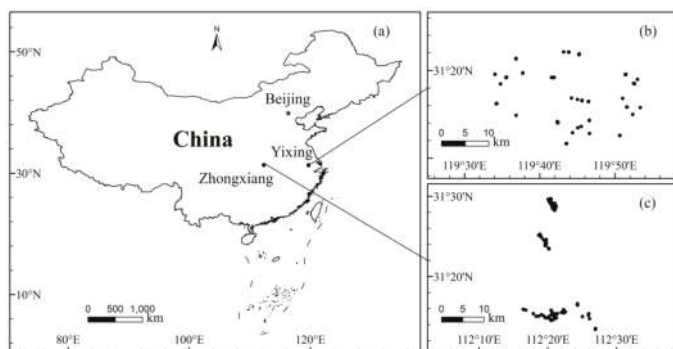 (a)
N
50°N
30°N
10°N
Beijing
China
Yixing
Zhongxiang
0 500 1,000
km
80°E 100°E 120°E
(b)
31°20'
0 5 10
km
119°30'E 119°40'E 119°50'E
(c)
31°30'
31°20'
0 5 10
km
112°10'E 112°20'E 112°30'E